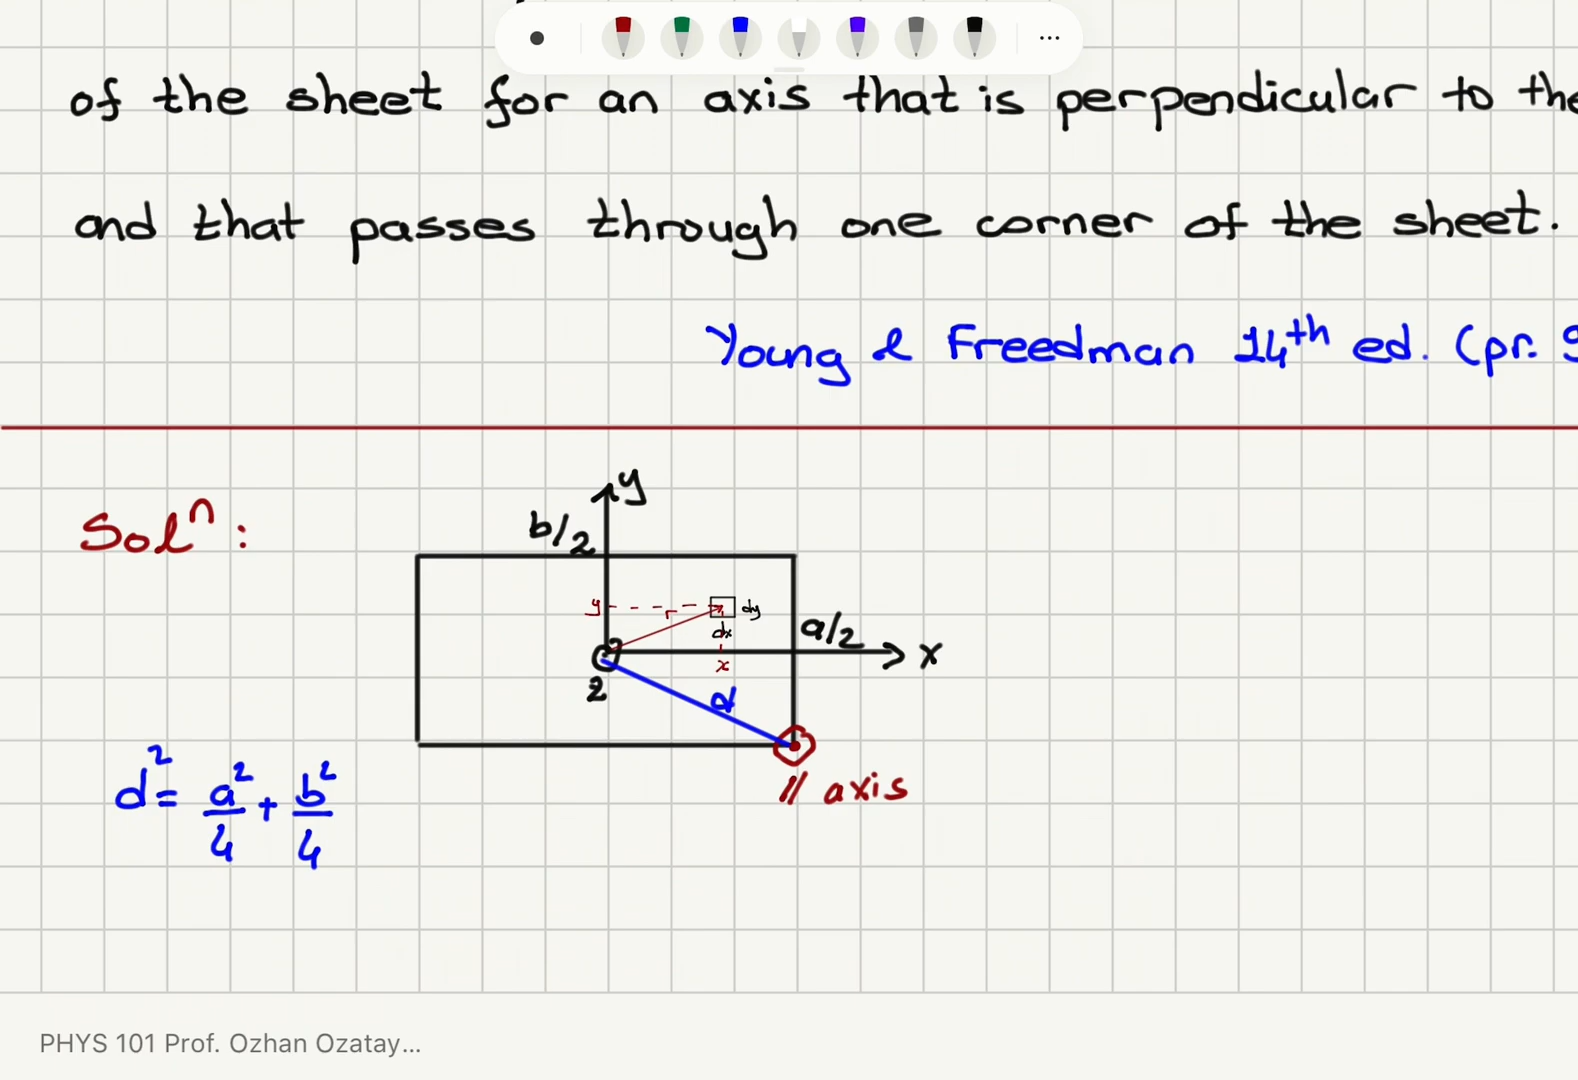 of the sheet for an axis that is perpendicular to the
and that passes through one corner of the sheet.
Young & Freedman 14th ed. (pr. 9
Solⁿ :
y
b/2
y
r
dy
dx
x
a/2
x
2
d
d² = a²/4 + b²/4
// axis
PHYS 101 Prof. Ozhan Ozatay...